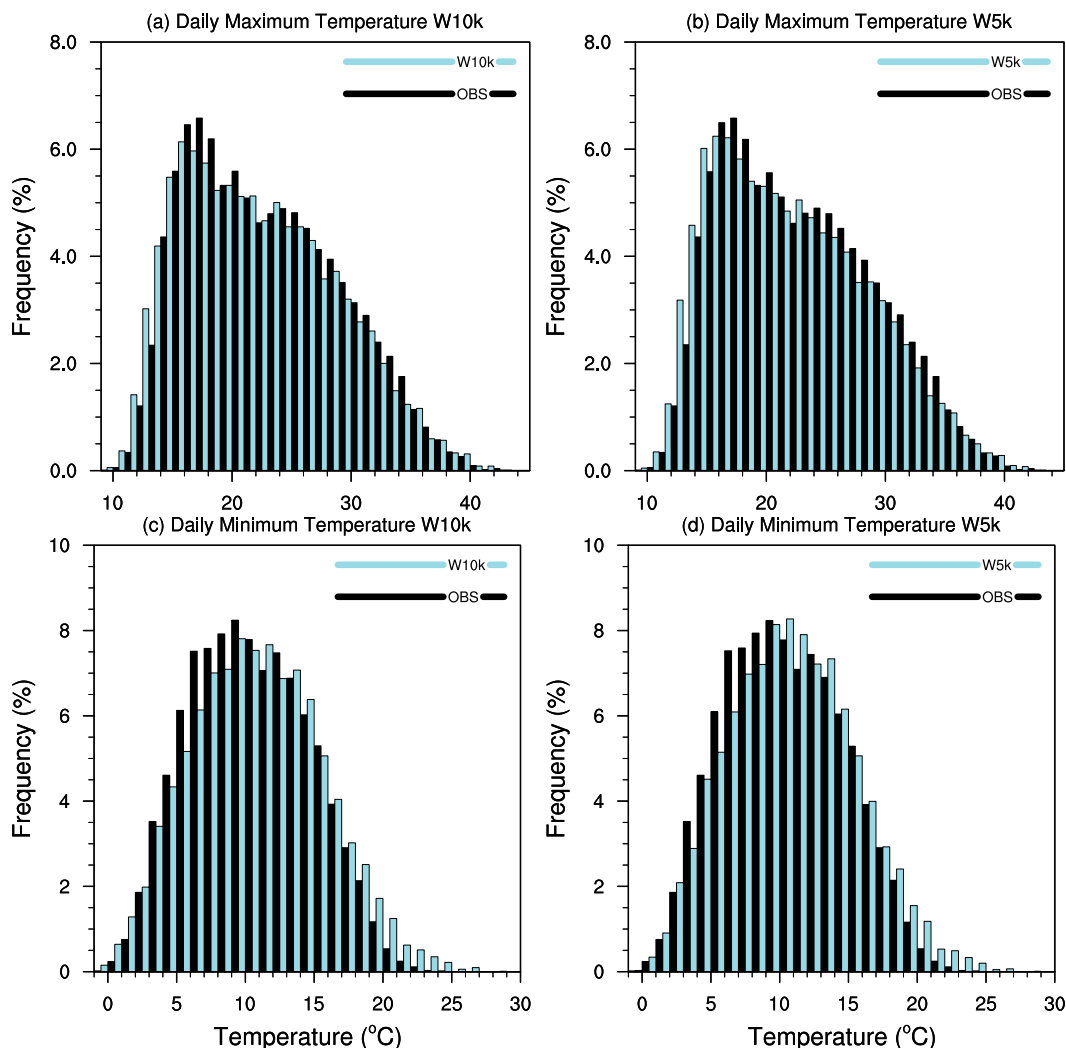 (a) Daily Maximum Temperature W10k
(b) Daily Maximum Temperature W5k
8.0
6.0
4.0
2.0
0.0
Frequency (%)
W10k
OBS
10 20 30 40
8.0
6.0
4.0
2.0
0.0
Frequency (%)
W5k
OBS
10 20 30 40
(c) Daily Minimum Temperature W10k
(d) Daily Minimum Temperature W5k
10
8
6
4
2
0
Frequency (%)
W10k
OBS
0 5 10 15 20 25 30
Temperature (°C)
10
8
6
4
2
0
Frequency (%)
W5k
OBS
0 5 10 15 20 25 30
Temperature (°C)